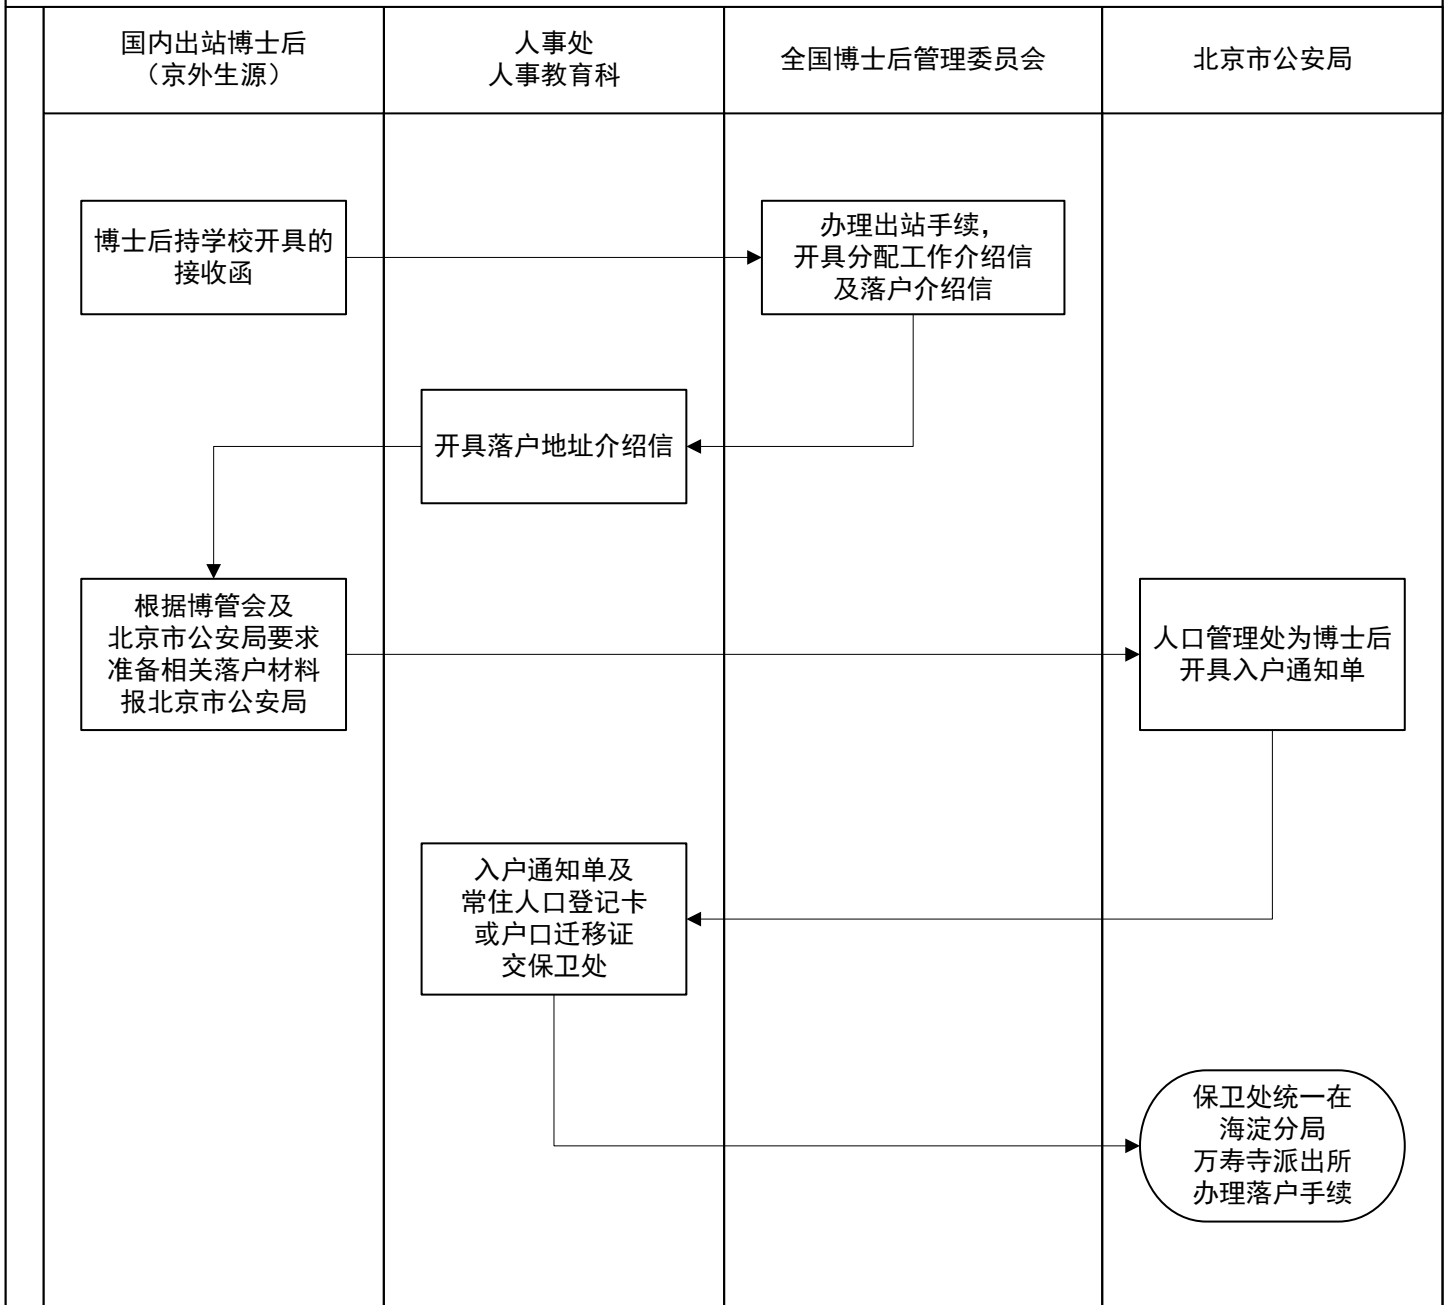 国内出站博士后
（京外生源）
人事处
人事教育科
全国博士后管理委员会
北京市公安局
博士后持学校开具的
接收函
办理出站手续，
开具分配工作介绍信
及落户介绍信
开具落户地址介绍信
根据博管会及
北京市公安局要求
准备相关落户材料
报北京市公安局
人口管理处为博士后
开具入户通知单
入户通知单及
常住人口登记卡
或户口迁移证
交保卫处
保卫处统一在
海淀分局
万寿寺派出所
办理落户手续